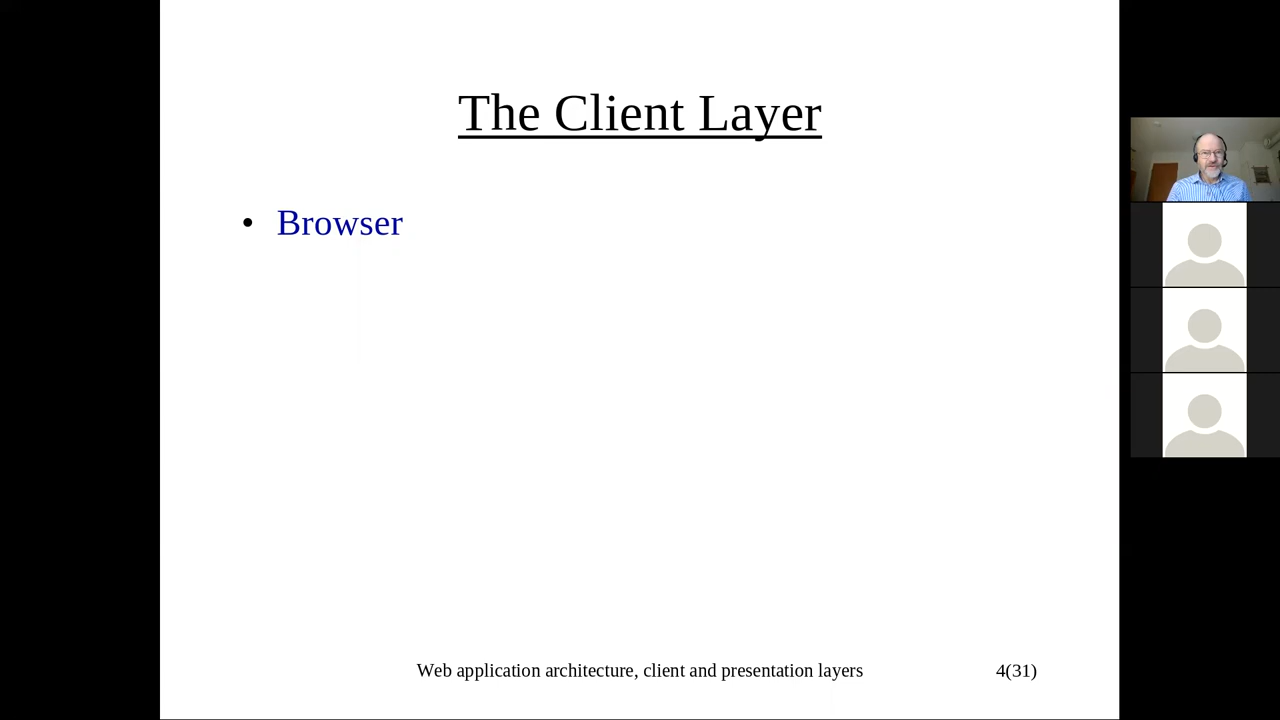 The Client Layer
• Browser
Web application architecture, client and presentation layers
4(31)